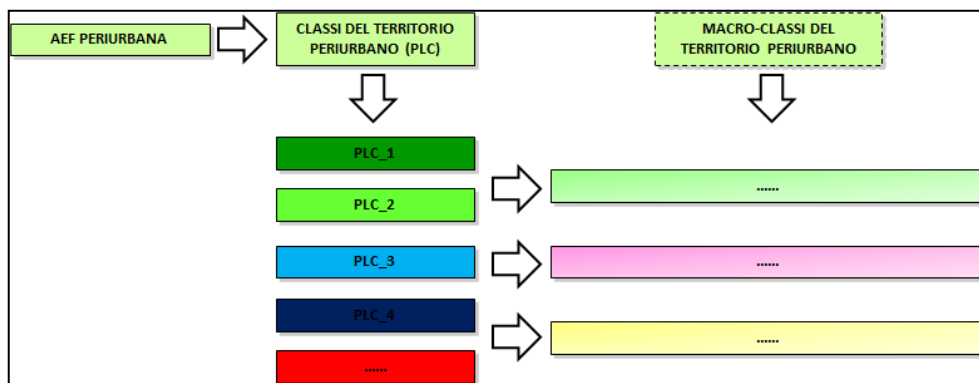 AEF PERIURBANA
CLASSI DEL TERRITORIO
PERIURBANO (PLC)
MACRO-CLASSI DEL
TERRITORIO PERIURBANO
PLC_1
PLC_2
......
PLC_3
......
PLC_4
......
......